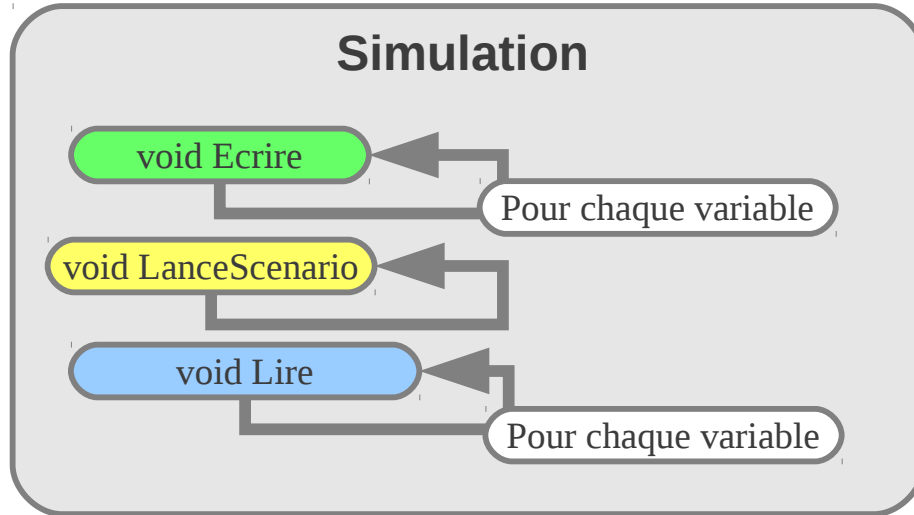 Simulation
void Ecrire
Pour chaque variable
void LanceScenario
void Lire
Pour chaque variable